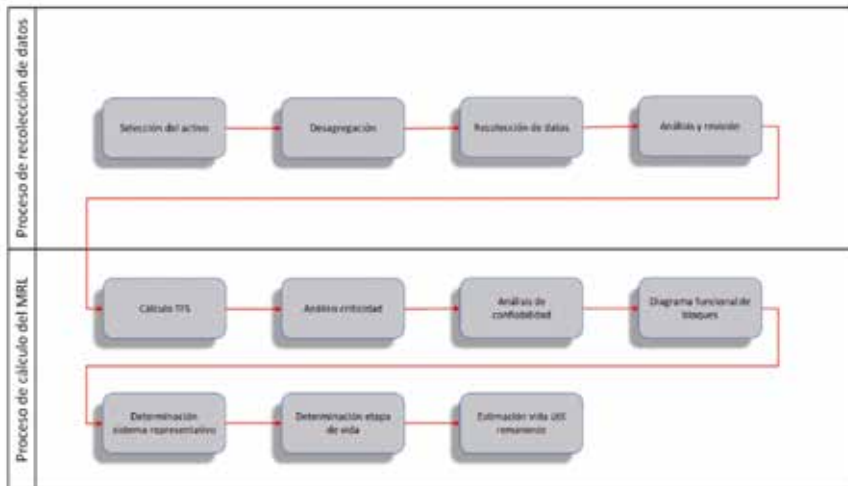 Proceso de recolección de datos
Selección del activo
Desagregación
Recolección de datos
Análisis y revisión
Proceso de cálculo del MRL
Cálculo TFS
Análisis criticidad
Análisis de
confiabilidad
Diagrama funcional de
bloques
Determinación
sistema representativo
Determinación etapa
de vida
Estimación vida útil
remanente